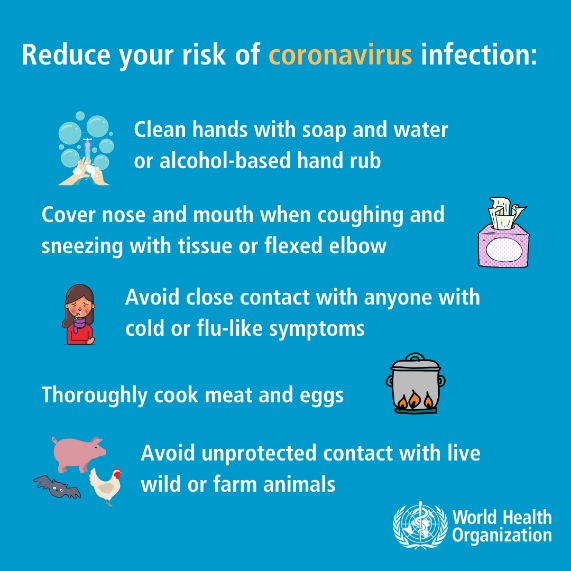 Reduce your risk of coronavirus infection:
Clean hands with soap and water
or alcohol-based hand rub
Cover nose and mouth when coughing and
sneezing with tissue or flexed elbow
Avoid close contact with anyone with
cold or flu-like symptoms
Thoroughly cook meat and eggs
Avoid unprotected contact with live
wild or farm animals
World Health
Organization